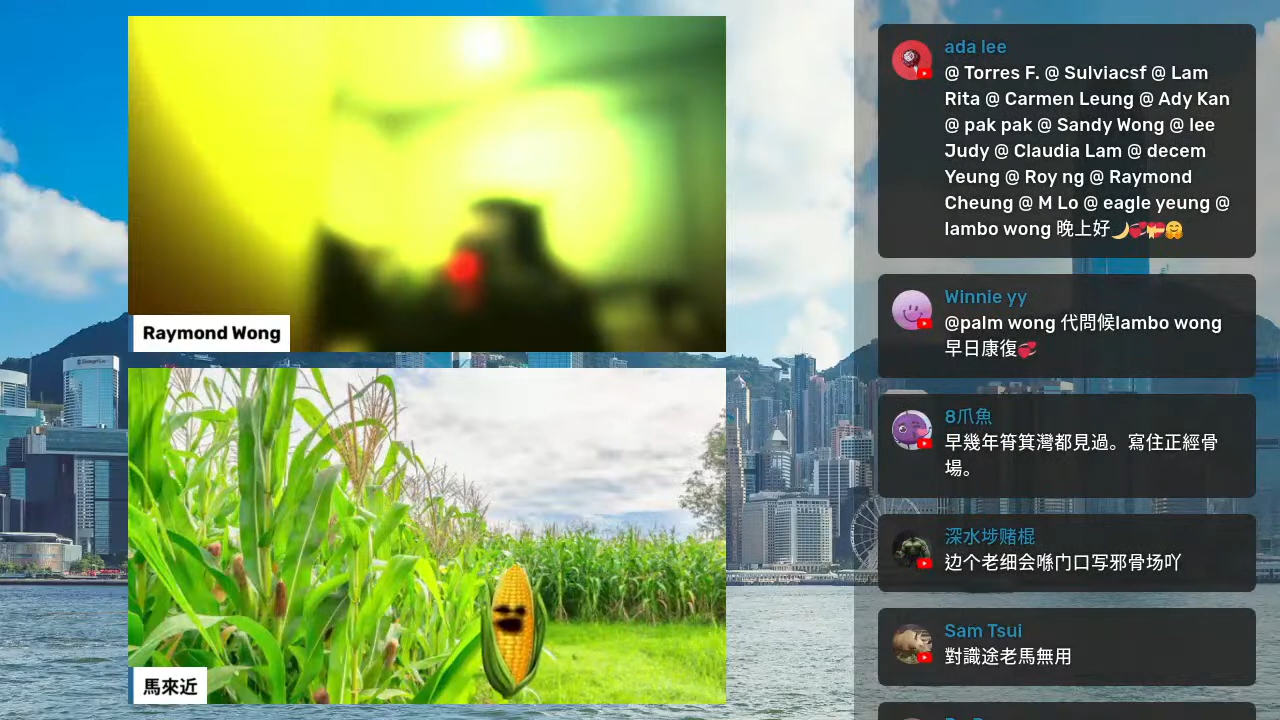 Raymond Wong
馬來近
ada lee
@ Torres F. @ Sulviacsf @ Lam
Rita @ Carmen Leung @ Ady Kan
@ pak pak @ Sandy Wong @ lee
Judy @ Claudia Lam @ decem
Yeung @ Roy ng @ Raymond
Cheung @ M Lo @ eagle yeung @
lambo wong 晚上好🌙💞💝🤗
Winnie yy
@palm wong 代問候lambo wong
早日康復💞
8爪魚
早幾年筲箕灣都見過。寫住正經骨
場。
深水埗赌棍
边个老细会喺门口写邪骨场吖
Sam Tsui
對識途老馬無用